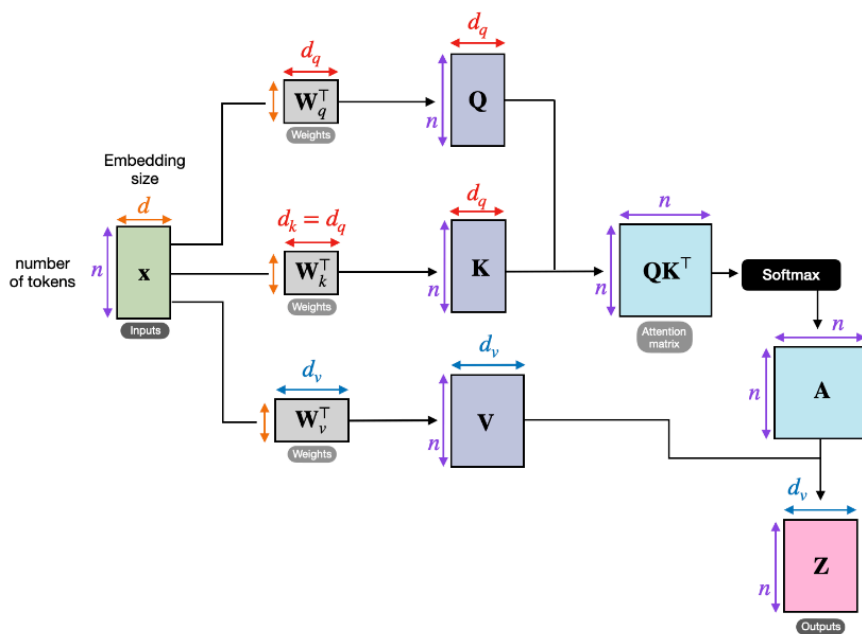 d_q
W_q^⊤
Weights
d_q
n
Q
Embedding
size
d
number
of tokens
n
x
Inputs
d_k = d_q
W_k^⊤
Weights
d_q
n
K
n
n
QK^⊤
Attention
matrix
Softmax
d_v
W_v^⊤
Weights
d_v
n
V
n
n
A
d_v
n
Z
Outputs